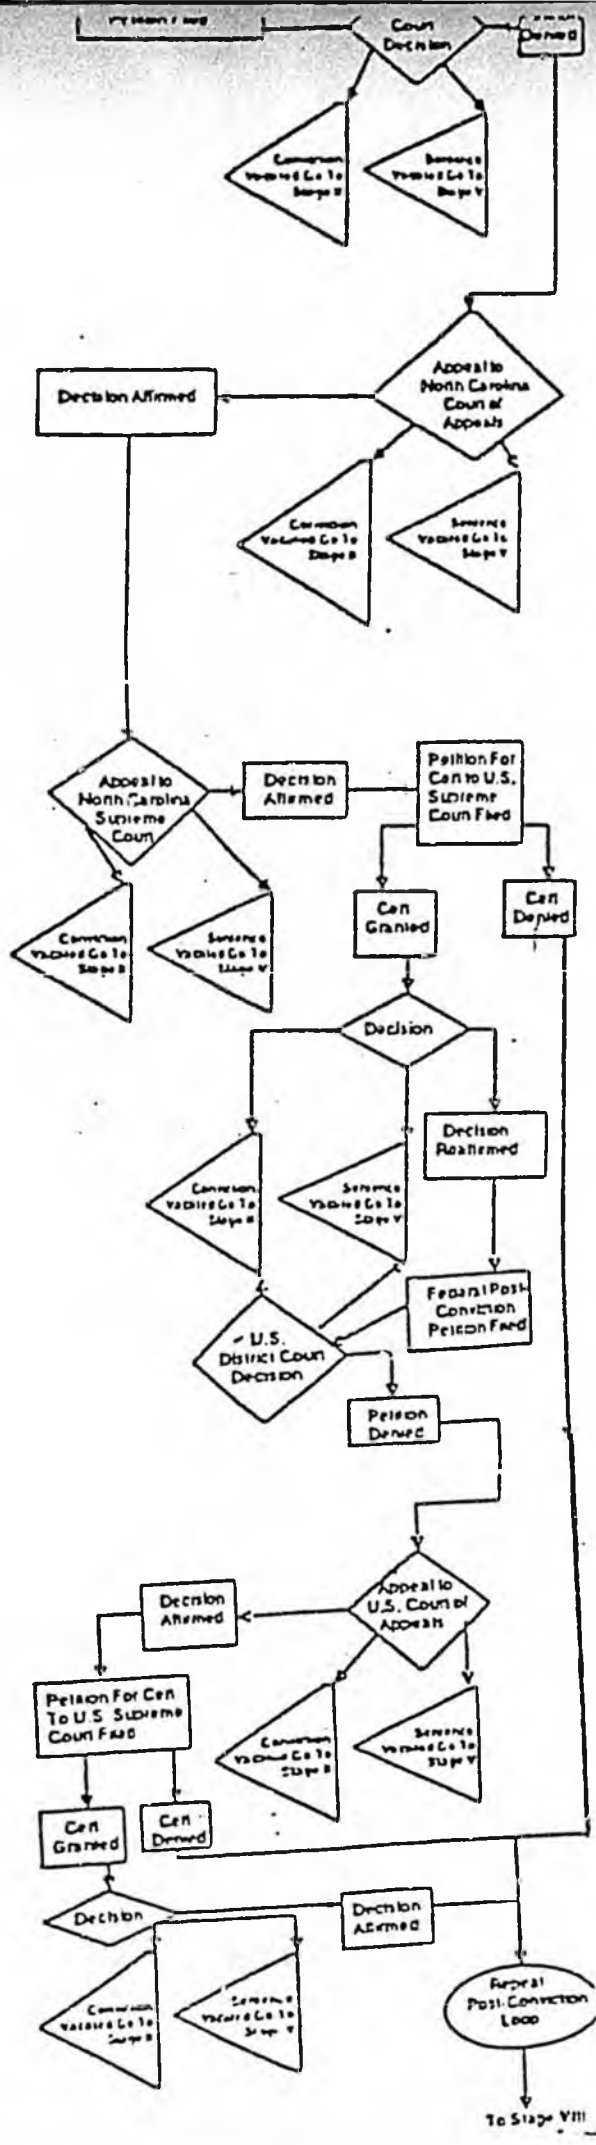 Petition Filed
Court
Decision
Denied
Conviction
Vacated Go To
Stage II
Sentence
Vacated Go To
Stage V
Appeal to
North Carolina
Court of
Appeals
Decision Affirmed
Conviction
Vacated Go To
Stage II
Sentence
Vacated Go To
Stage V
Appeal to
North Carolina
Supreme
Court
Decision
Affirmed
Petition For
Cert to U.S.
Supreme
Court Filed
Cert
Granted
Cert
Denied
Conviction
Vacated Go To
Stage II
Sentence
Vacated Go To
Stage V
Decision
Decision
Reaffirmed
Conviction
Vacated Go To
Stage II
Sentence
Vacated Go To
Stage V
Federal Post-
Conviction
Petition Filed
U.S.
District Court
Decision
Petition
Denied
Appeal to
U.S. Court of
Appeals
Decision
Affirmed
Petition For Cert
To U.S. Supreme
Court Filed
Conviction
Vacated Go To
Stage II
Sentence
Vacated Go To
Stage V
Cert
Granted
Cert
Denied
Decision
Decision
Affirmed
Conviction
Vacated Go To
Stage II
Sentence
Vacated Go To
Stage V
Repeat
Post-Conviction
Loop
To Stage VIII